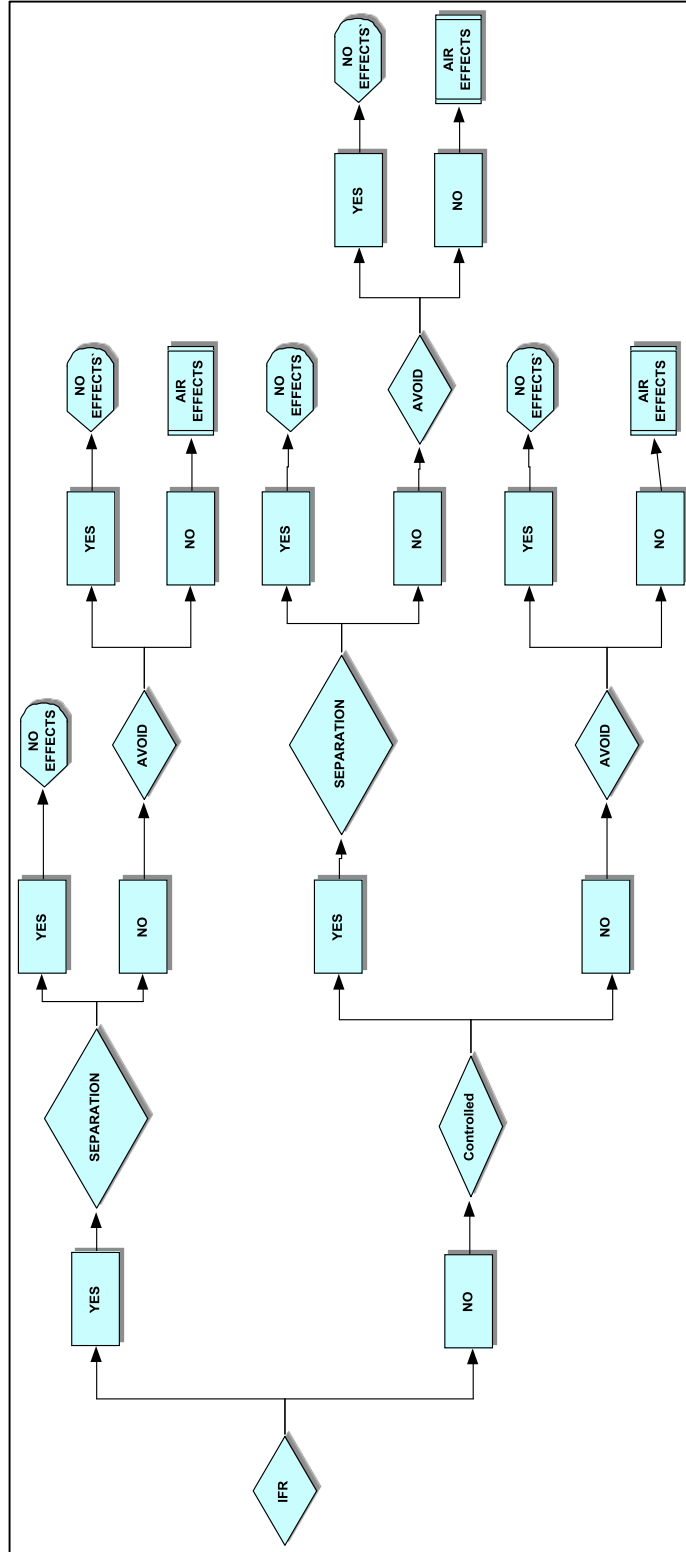 YES
NO
EFFECTS
YES
SEPARATION
YES
NO
EFFECTS`
NO
AVOID
NO
AIR
EFFECTS
IFR
YES
NO
EFFECTS
YES
SEPARATION
YES
NO
EFFECTS`
NO
AVOID
NO
AIR
EFFECTS
NO
Controlled
YES
NO
EFFECTS`
NO
AVOID
NO
AIR
EFFECTS